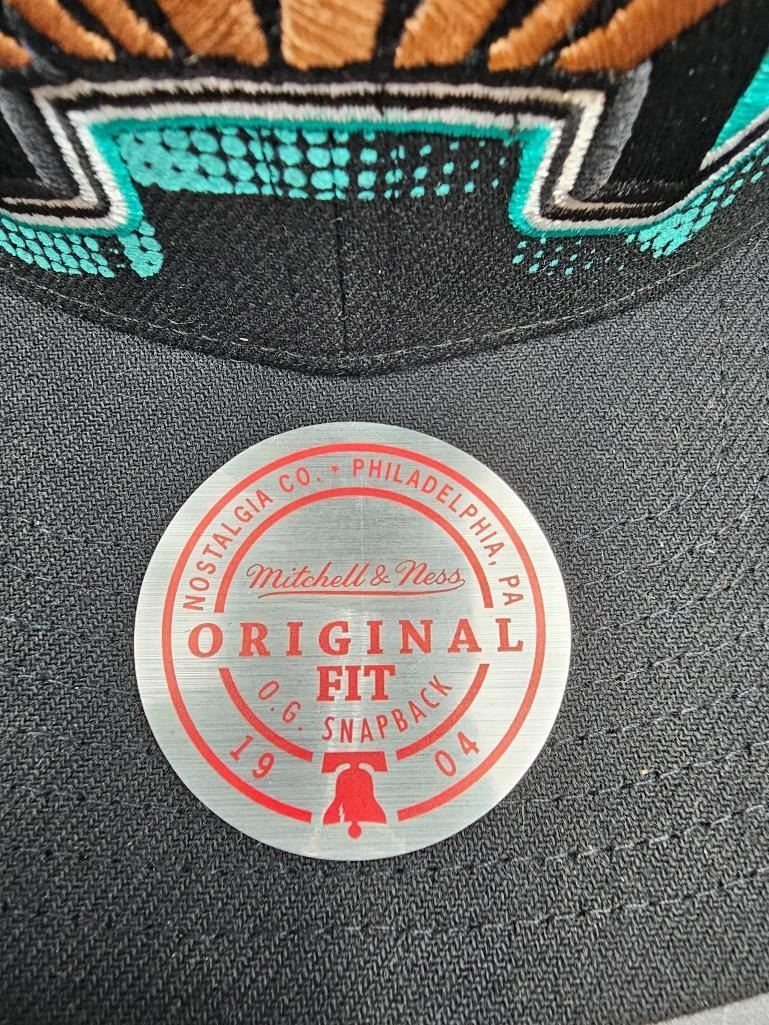 NOSTALGIA CO. * PHILADELPHIA, PA
Mitchell & Ness
ORIGINAL
FIT
O.G. SNAPBACK
19 04